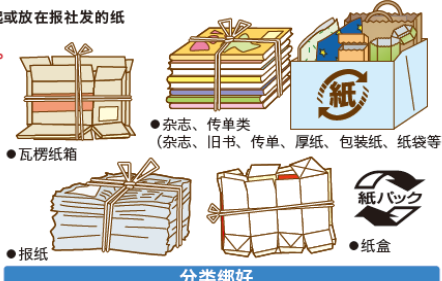 起或放在报社发的纸
。
紙
●瓦楞纸箱
●杂志、传单类
（杂志、旧书、传单、厚纸、包装纸、纸袋等
紙パック
●报纸
●纸盒
分类绑好